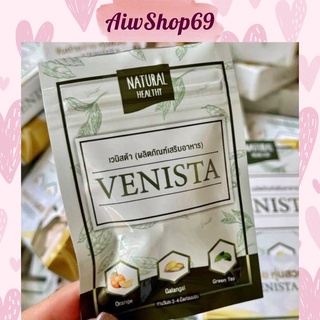 AiwShop69
NATURAL
HEALTHY
เวนิสต้า (ผลิตภัณฑ์เสริมอาหาร)
VENISTA
Orange
Galangal
Green Tea